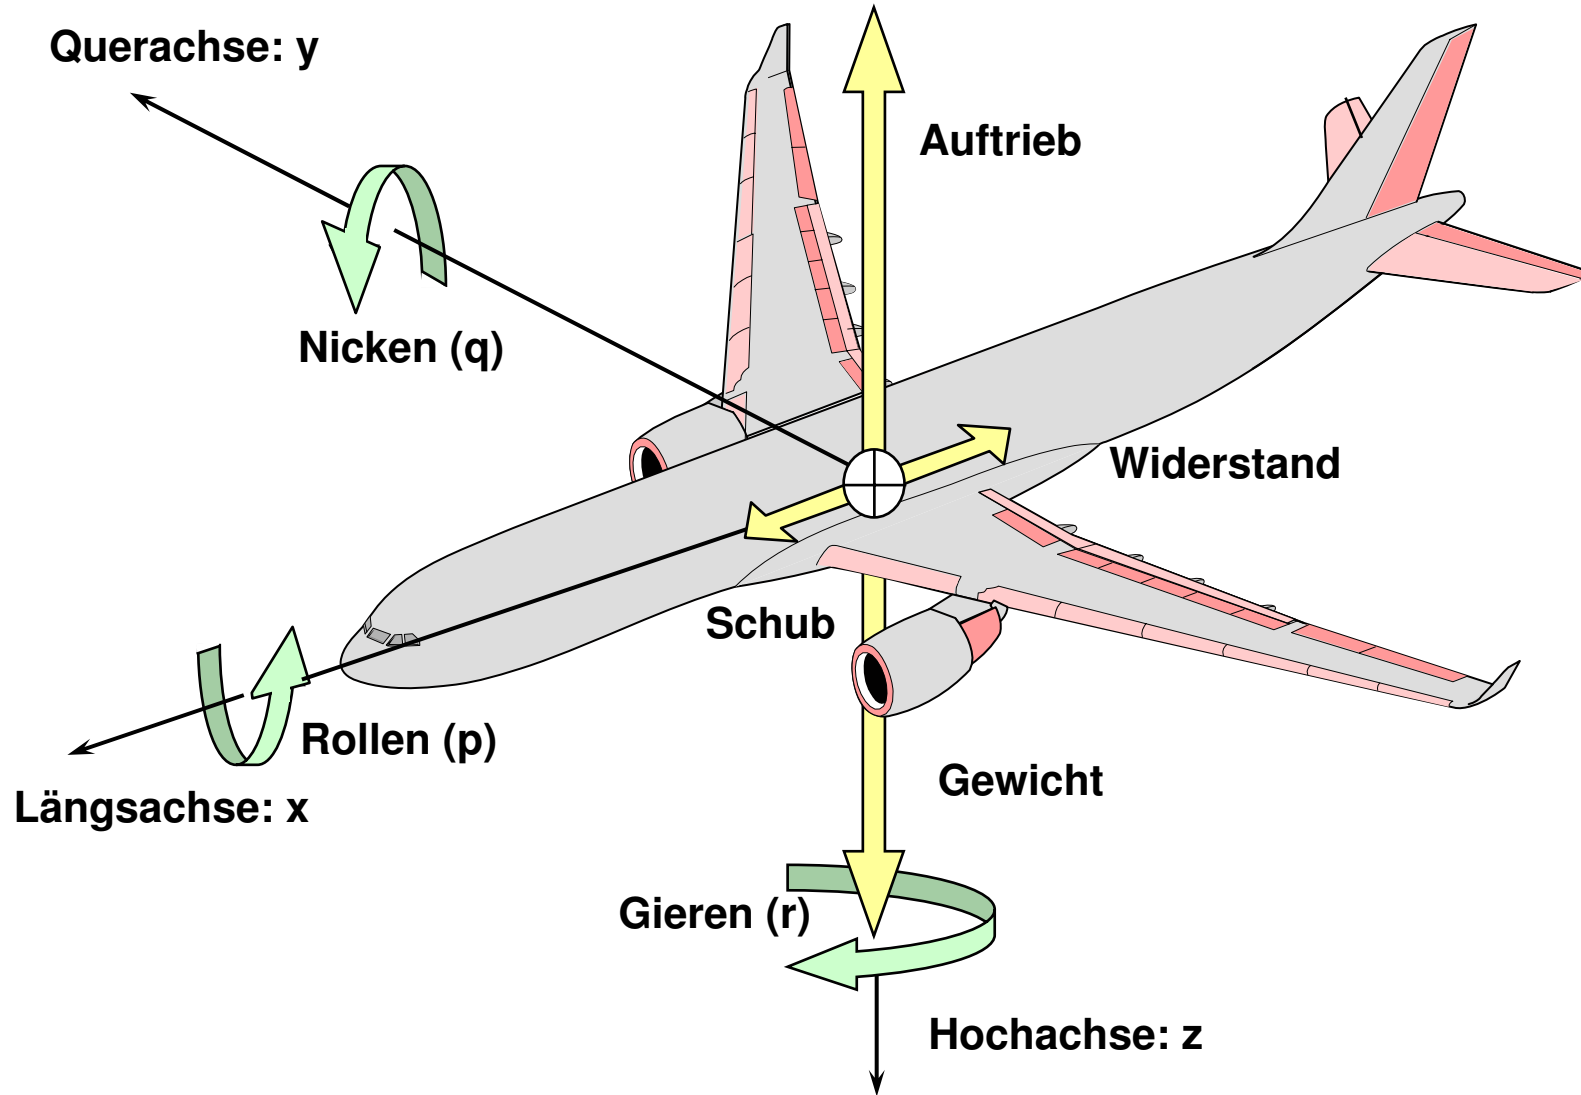 Querachse: y
Auftrieb
Nicken (q)
Widerstand
Schub
Rollen (p)
Gewicht
Längsachse: x
Gieren (r)
Hochachse: z